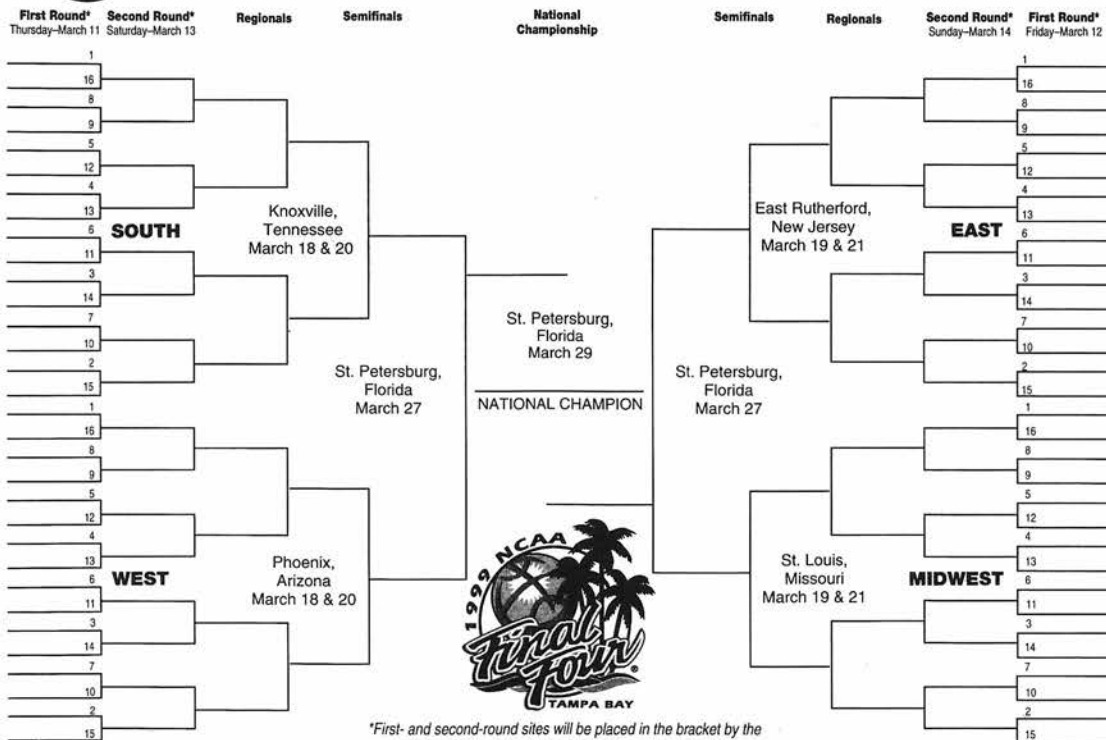 First Round* Second Round* Regionals Semifinals National Championship Semifinals Regionals Second Round* First Round*
Thursday–March 11 Saturday–March 13 Sunday–March 14 Friday–March 12
1
16
8
9
5
12
4
13
6
11
3
14
7
10
2
15
SOUTH
Knoxville,
Tennessee
March 18 & 20
1
16
8
9
5
12
4
13
6
11
3
14
7
10
2
15
WEST
Phoenix,
Arizona
March 18 & 20
St. Petersburg,
Florida
March 27
St. Petersburg,
Florida
March 29
NATIONAL CHAMPION
St. Petersburg,
Florida
March 27
East Rutherford,
New Jersey
March 19 & 21
EAST
1
16
8
9
5
12
4
13
6
11
3
14
7
10
2
15
St. Louis,
Missouri
March 19 & 21
MIDWEST
1
16
8
9
5
12
4
13
6
11
3
14
7
10
2
15
1999 NCAA
Final
Four
®
TAMPA BAY
*First- and second-round sites will be placed in the bracket by the